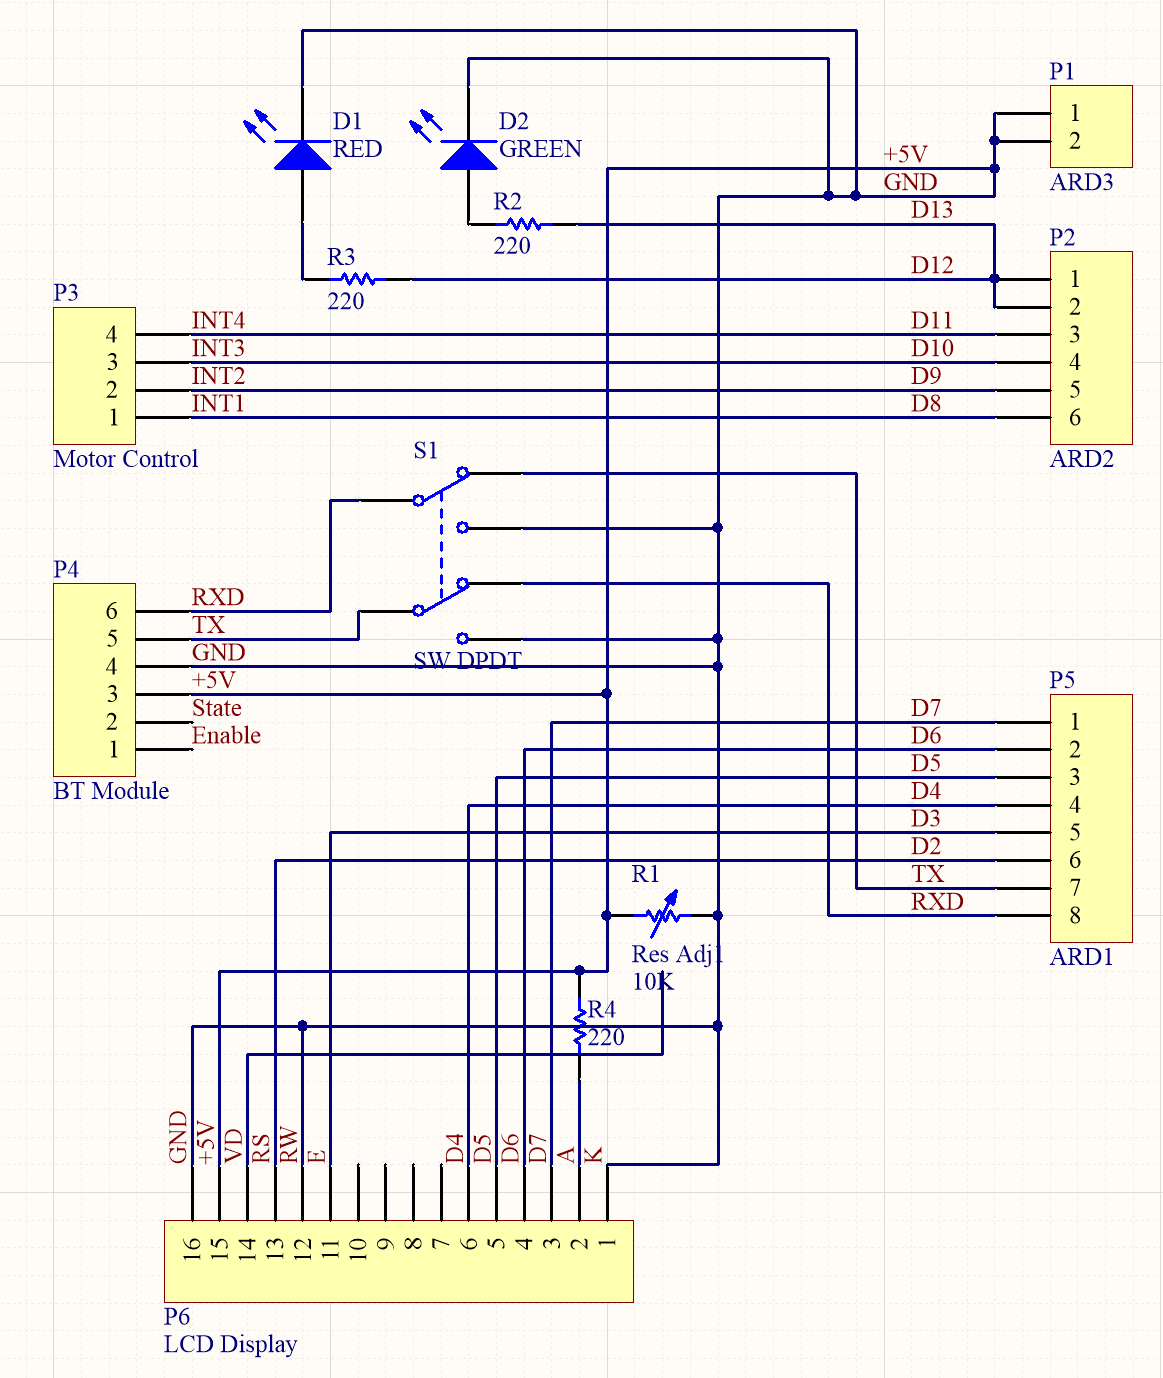 D1
RED
D2
GREEN
P1
1
2
ARD3
+5V
GND
D13
R2
220
R3
220
D12
P2
1
2
3
4
5
6
ARD2
D11
D10
D9
D8
P3
4
3
2
1
Motor Control
INT4
INT3
INT2
INT1
S1
SW DPDT
P4
6
5
4
3
2
1
BT Module
RXD
TX
GND
+5V
State
Enable
P5
1
2
3
4
5
6
7
8
ARD1
D7
D6
D5
D4
D3
D2
TX
RXD
R1
Res Adj1
10K
R4
220
GND
+5V
VD
RS
RW
E
D4
D5
D6
D7
A
K
16
15
14
13
12
11
10
9
8
7
6
5
4
3
2
1
P6
LCD Display